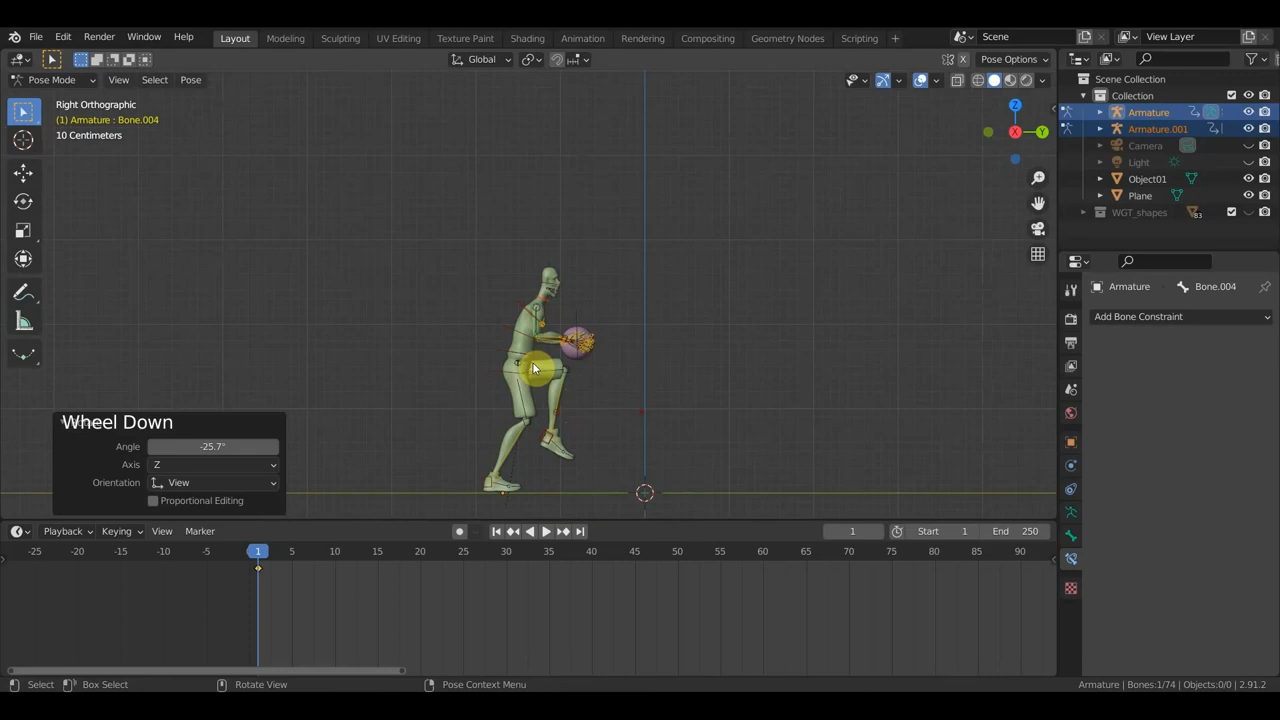 File Edit Render Window Help Layout Modeling Sculpting UV Editing Texture Paint Shading Animation Rendering Compositing Geometry Nodes Scripting + Scene View Layer
Global Pose Options
Pose Mode View Select Pose
Right Orthographic
(1) Armature : Bone.004
10 Centimeters
Z
X
Y
Scene Collection
Collection
Armature
Armature.001
Camera
Light
Object01
Plane
WGT_shapes 83
Armature Bone.004
Add Bone Constraint
Wheel Down
Angle -25.7°
Axis Z
Orientation View
Proportional Editing
Playback Keying View Marker 1 Start 1 End 250
-25 -20 -15 -10 -5 1 5 10 15 20 25 30 35 40 45 50 55 60 65 70 75 80 85 90
Select Box Select Rotate View Pose Context Menu Armature | Bones:1/74 | Objects:0/0 | 2.91.2